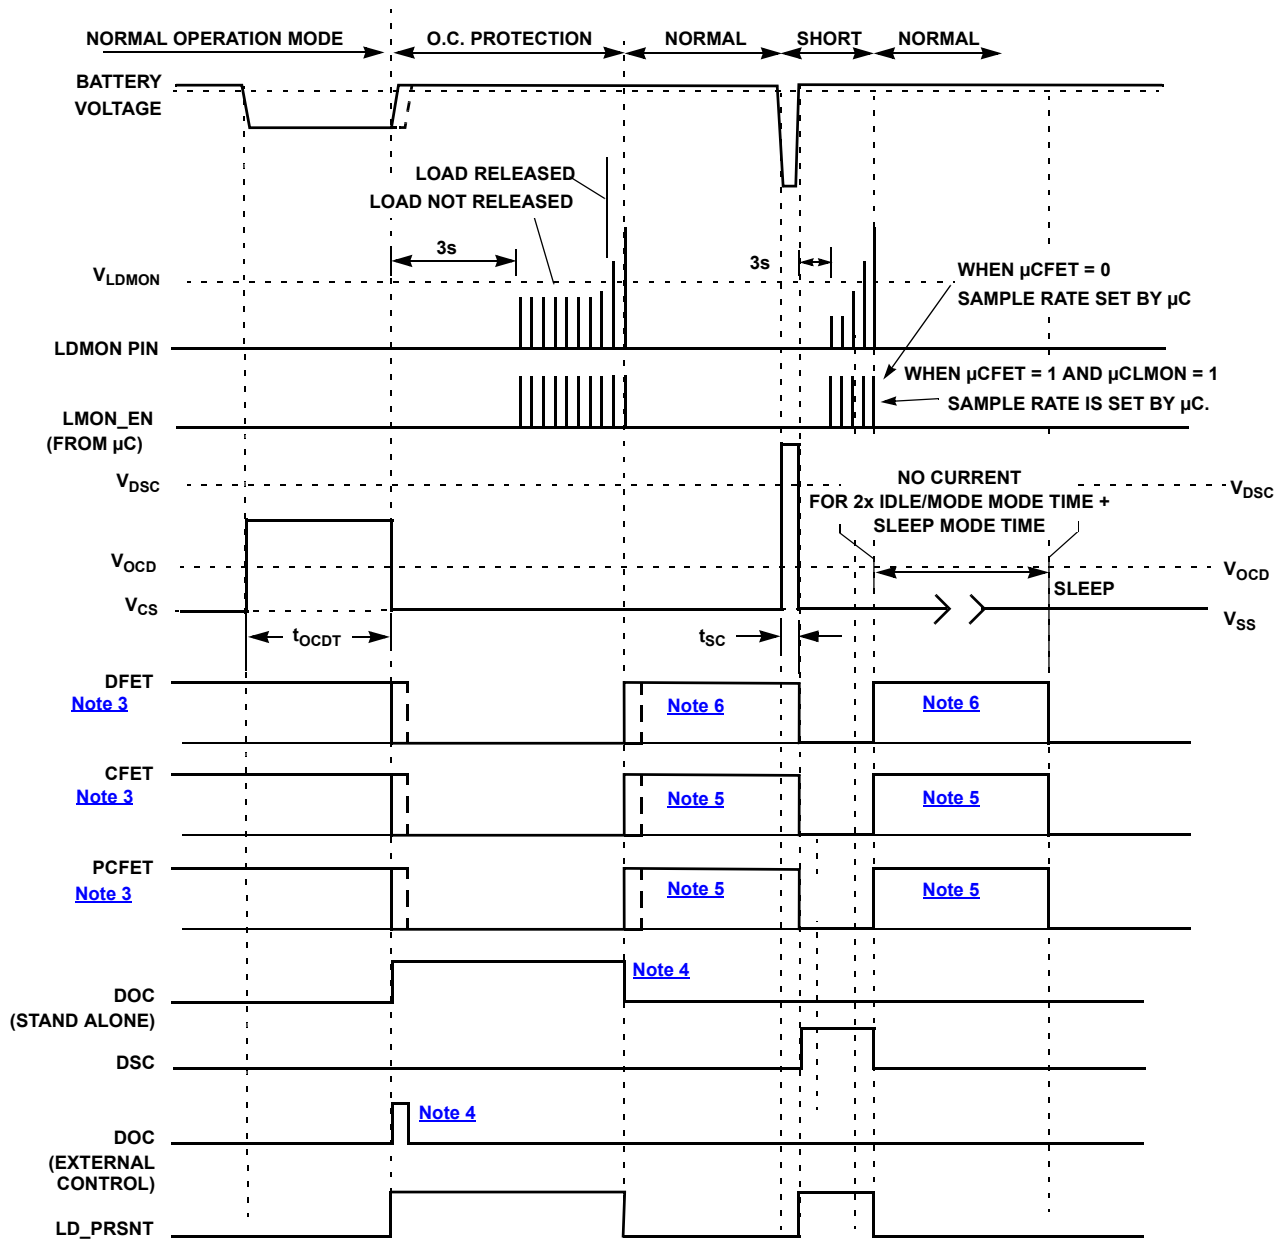 NORMAL OPERATION MODE
O.C. PROTECTION
NORMAL
SHORT
NORMAL
BATTERY
VOLTAGE
LOAD RELEASED
LOAD NOT RELEASED
3s
3s
WHEN µCFET = 0
SAMPLE RATE SET BY µC
VLDMON
LDMON PIN
WHEN µCFET = 1 AND µCLMON = 1
SAMPLE RATE IS SET BY µC.
LMON_EN
(FROM µC)
VDSC
NO CURRENT
FOR 2x IDLE/MODE MODE TIME +
SLEEP MODE TIME
VDSC
VOCD
VOCD
SLEEP
VCS
VSS
tOCDT
tSC
DFET
Note 3
Note 6
Note 6
CFET
Note 3
Note 5
Note 5
PCFET
Note 3
Note 5
Note 5
Note 4
DOC
(STAND ALONE)
DSC
Note 4
DOC
(EXTERNAL
CONTROL)
LD_PRSNT